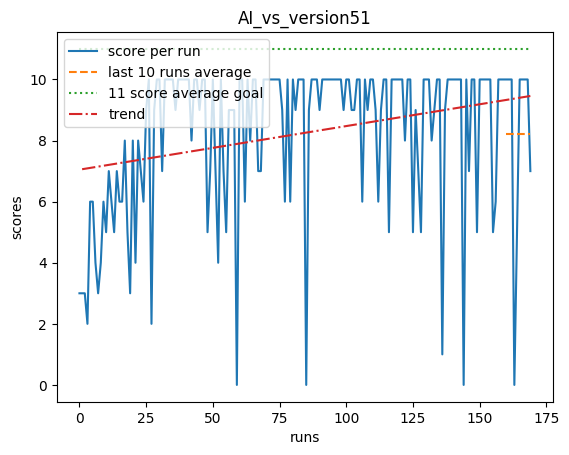 AI_vs_version51
score per run
last 10 runs average
11 score average goal
trend
10
8
6
4
2
0
scores
0
25
50
75
100
125
150
175
runs